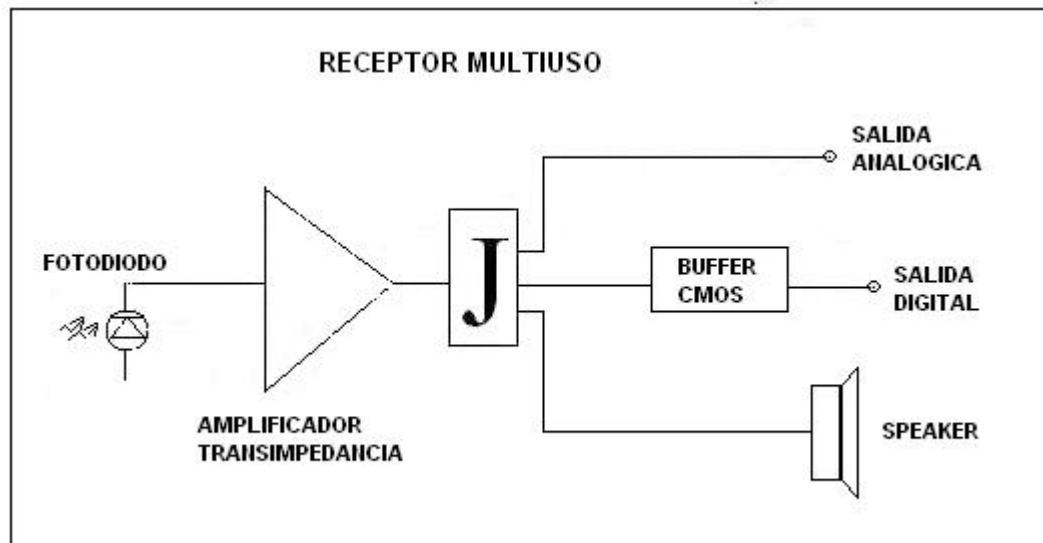 RECEPTOR MULTIUSO
SALIDA
ANALOGICA
FOTODIODO
J
BUFFER
CMOS
SALIDA
DIGITAL
AMPLIFICADOR
TRANSIMPEDANCIA
SPEAKER